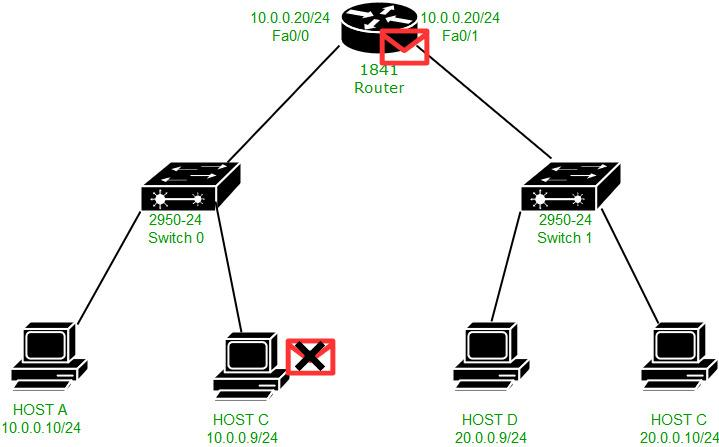 10.0.0.20/24
Fa0/0
10.0.0.20/24
Fa0/1
1841
Router
2950-24
Switch 0
2950-24
Switch 1
HOST A
10.0.0.10/24
HOST C
10.0.0.9/24
HOST D
20.0.0.9/24
HOST C
20.0.0.10/24